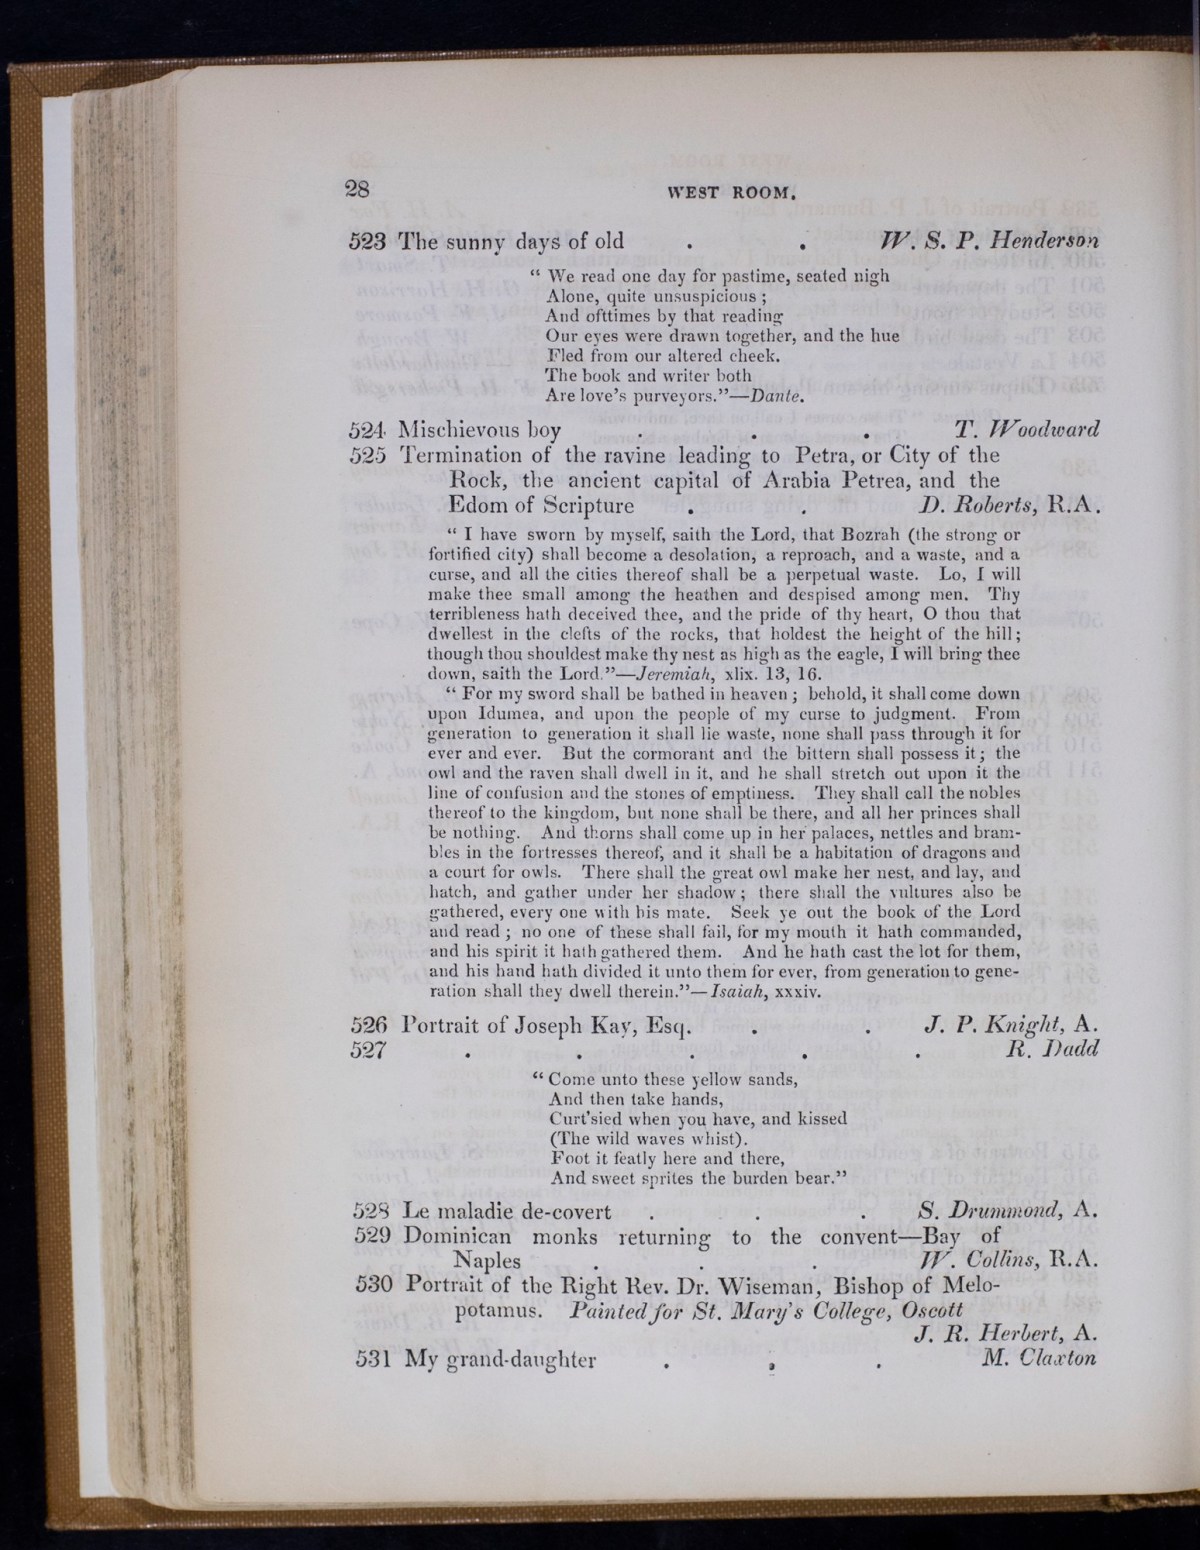 28 WEST ROOM.
523 The sunny days of old . . W. S. P. Henderson
“ We read one day for pastime, seated nigh
Alone, quite unsuspicious ;
And ofttimes by that reading
Our eyes were drawn together, and the hue
Fled from our altered cheek.
The book and writer both
Are love’s purveyors.”—Dante.
524 Mischievous boy . . . T. Woodward
525 Termination of the ravine leading to Petra, or City of the
Rock, the ancient capital of Arabia Petrea, and the
Edom of Scripture . . D. Roberts, R.A.
“ I have sworn by myself, saith the Lord, that Bozrah (the strong or
fortified city) shall become a desolation, a reproach, and a waste, and a
curse, and all the cities thereof shall be a perpetual waste. Lo, I will
make thee small among the heathen and despised among men. Thy
terribleness hath deceived thee, and the pride of thy heart, O thou that
dwellest in the clefts of the rocks, that holdest the height of the hill;
though thou shouldest make thy nest as high as the eagle, I will bring thee
down, saith the Lord.”—Jeremiah, xlix. 13, 16.
“ For my sword shall be bathed in heaven ; behold, it shall come down
upon Idumea, and upon the people of my curse to judgment. From
generation to generation it shall lie waste, none shall pass through it for
ever and ever. But the cormorant and the bittern shall possess it; the
owl and the raven shall dwell in it, and he shall stretch out upon it the
line of confusion and the stones of emptiness. They shall call the nobles
thereof to the kingdom, but none shall be there, and all her princes shall
be nothing. And thorns shall come up in her palaces, nettles and bram-
bles in the fortresses thereof, and it shall be a habitation of dragons and
a court for owls. There shall the great owl make her nest, and lay, and
hatch, and gather under her shadow ; there shall the vultures also be
gathered, every one with his mate. Seek ye out the book of the Lord
and read ; no one of these shall fail, for my mouth it hath commanded,
and his spirit it hath gathered them. And he hath cast the lot for them,
and his hand hath divided it unto them for ever, from generation to gene-
ration shall they dwell therein.”—Isaiah, xxxiv.
526 Portrait of Joseph Kay, Esq. . . J. P. Knight, A.
527 . . . . . R. Dadd
“ Come unto these yellow sands,
And then take hands,
Curt’sied when you have, and kissed
(The wild waves whist).
Foot it featly here and there,
And sweet sprites the burden bear.”
528 Le maladie de-covert . . . S. Drummond, A.
529 Dominican monks returning to the convent—Bay of
Naples . . . W. Collins, R.A.
530 Portrait of the Right Rev. Dr. Wiseman, Bishop of Melo-
potamus. Painted for St. Mary’s College, Oscott
J. R. Herbert, A.
531 My grand-daughter . . . M. Claxton